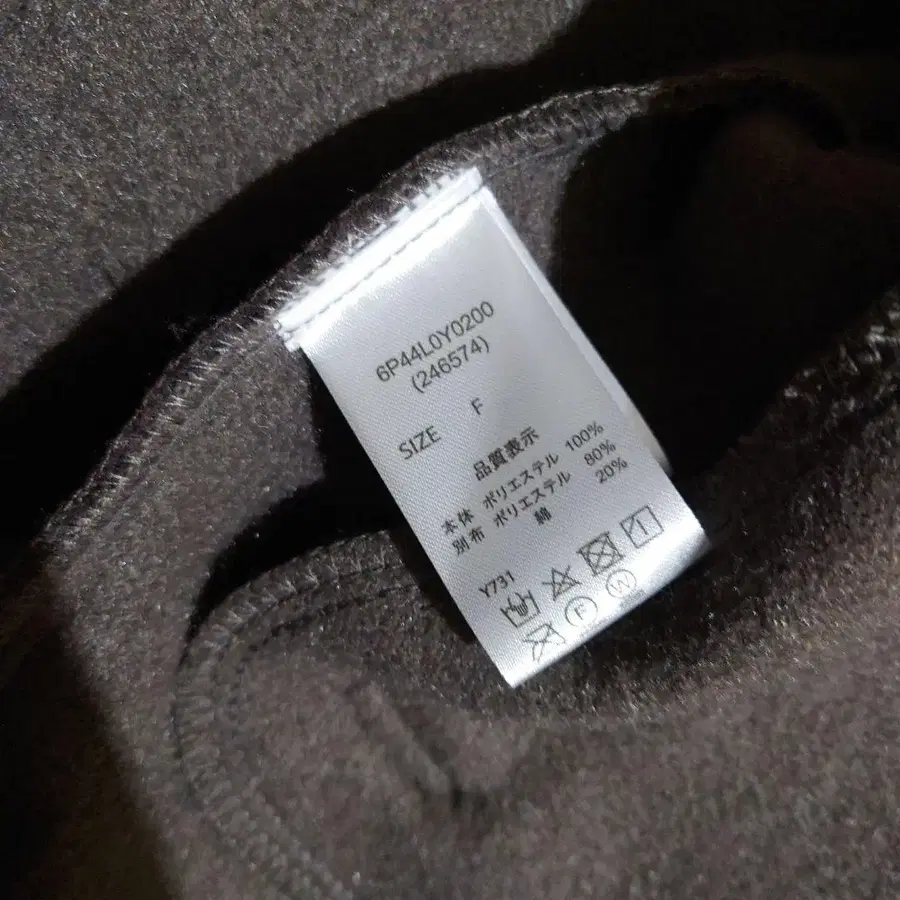 6P44L0Y0200
(246574)
SIZE F
品質表示
本体 ポリエステル 100%
別布 ポリエステル 80%
綿 20%
Y731
F W